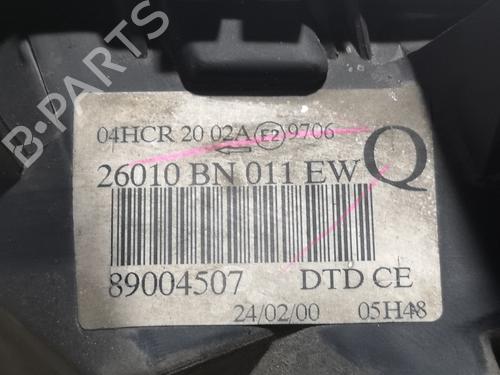 B-PARTS
04HCR 20 02A E2 9706
26010 BN 011 EW Q
89004507 DTD CE
24/02/00 05H48